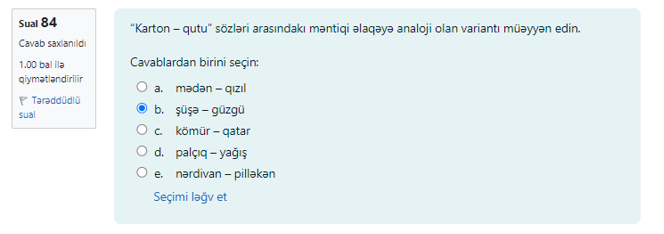 Sual 84
Cavab saxlanıldı
1.00 bal ilə
qiymətləndirilir
Tərəddüdlü
sual
“Karton – qutu” sözləri arasındakı məntiqi əlaqəyə analoji olan variantı müəyyən edin.
Cavablardan birini seçin:
a. mədən – qızıl
b. şüşə – güzgü
c. kömür – qatar
d. palçıq – yağış
e. nərdivan – pilləkən
Seçimi ləğv et